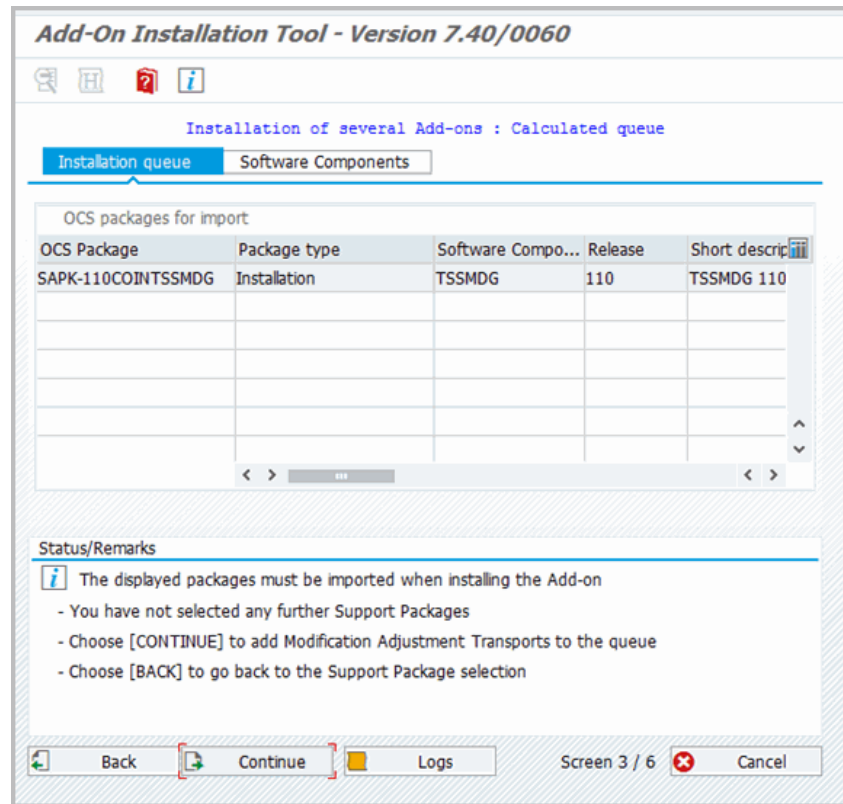 Add-On Installation Tool - Version 7.40/0060
Installation of several Add-ons : Calculated queue
Installation queue Software Components
OCS packages for import
OCS Package Package type Software Compo... Release Short descrip
SAPK-110COINTSSMDG Installation TSSMDG 110 TSSMDG 110
Status/Remarks
The displayed packages must be imported when installing the Add-on
- You have not selected any further Support Packages
- Choose [CONTINUE] to add Modification Adjustment Transports to the queue
- Choose [BACK] to go back to the Support Package selection
Back Continue Logs Screen 3 / 6 Cancel